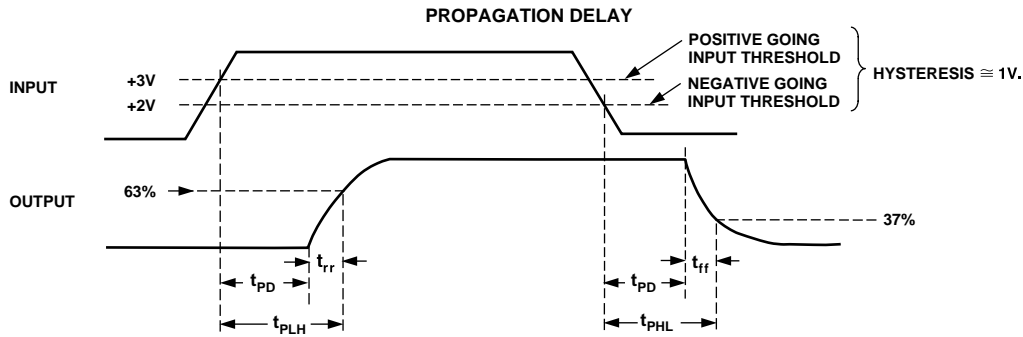 PROPAGATION DELAY
POSITIVE GOING
INPUT THRESHOLD
NEGATIVE GOING
INPUT THRESHOLD
HYSTERESIS ≅ 1V.
INPUT
+3V
+2V
OUTPUT
63%
37%
trr
tPD
tPLH
tff
tPD
tPHL